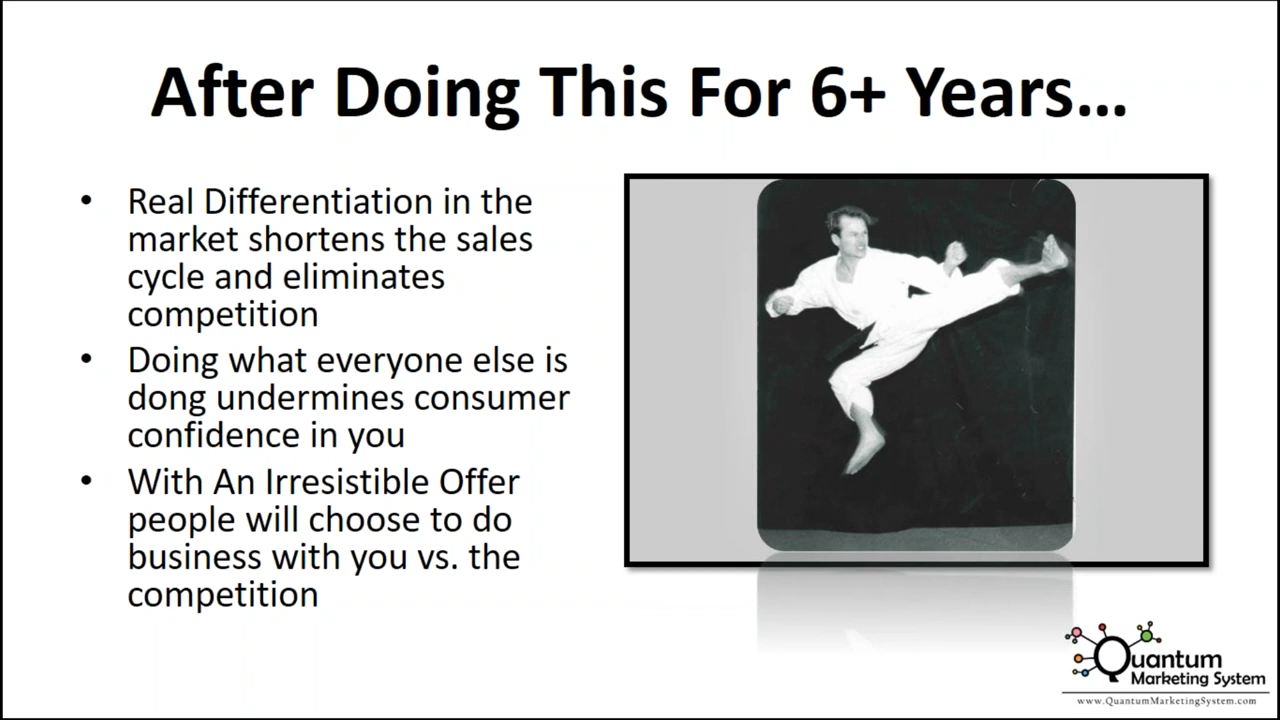 After Doing This For 6+ Years...
• Real Differentiation in the
market shortens the sales
cycle and eliminates
competition
• Doing what everyone else is
dong undermines consumer
confidence in you
• With An Irresistible Offer
people will choose to do
business with you vs. the
competition
Quantum
Marketing System
www.QuantumMarketingSystem.com